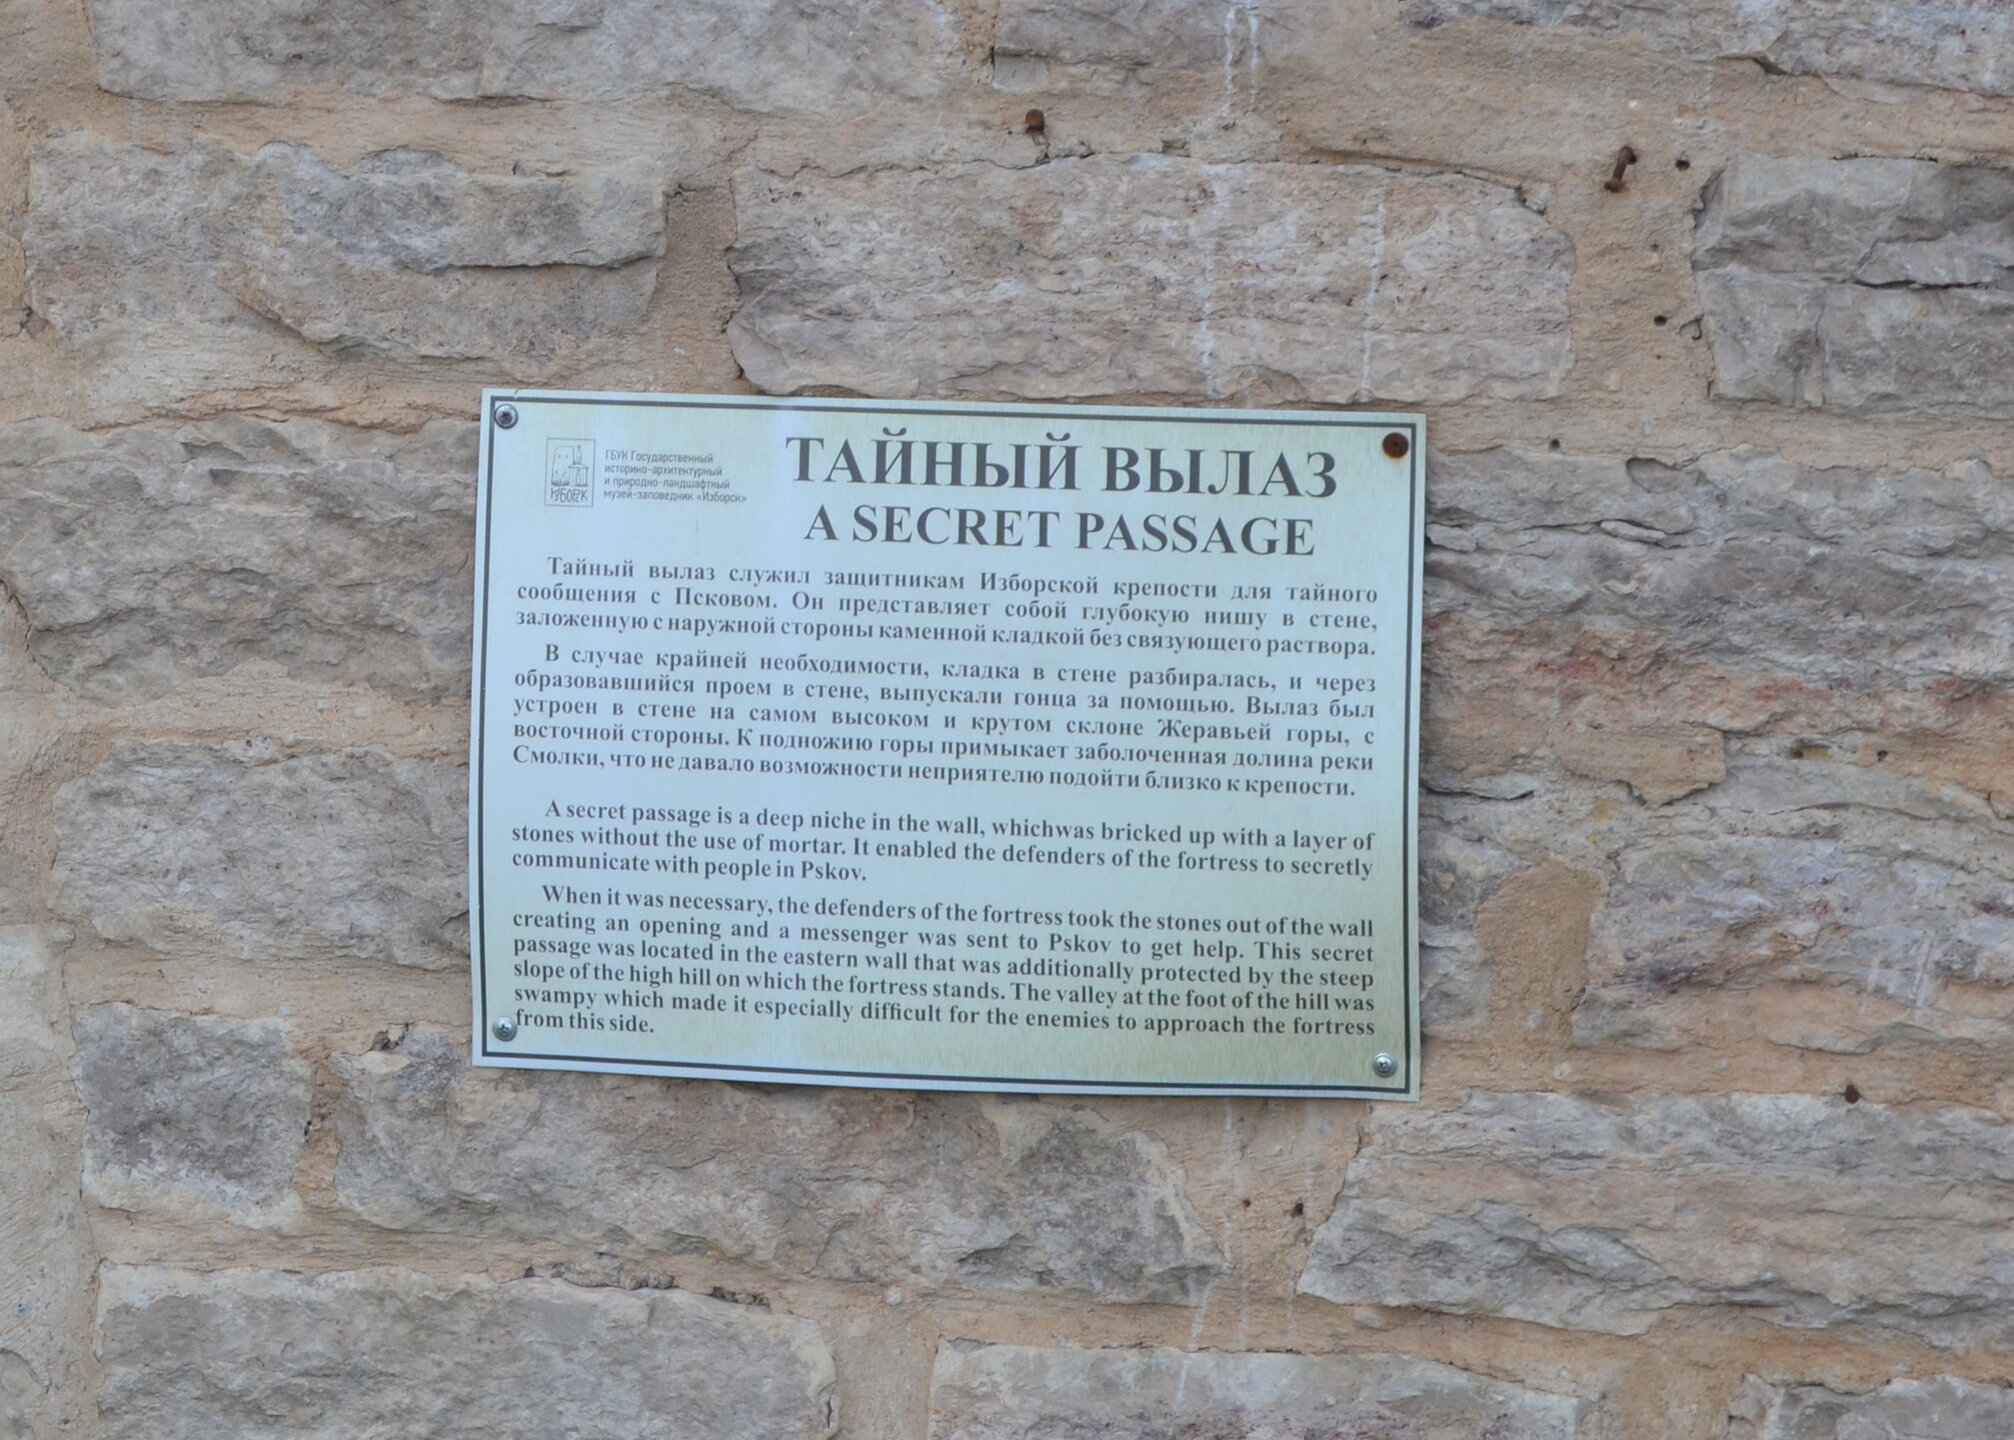 ИЗБОРСК
ГБУК Государственный
историко-архитектурный
и природно-ландшафтный
музей-заповедник «Изборск»
ТАЙНЫЙ ВЫЛАЗ
A SECRET PASSAGE
Тайный вылаз служил защитникам Изборской крепости для тайного
сообщения с Псковом. Он представляет собой глубокую нишу в стене,
заложенную с наружной стороны каменной кладкой без связующего раствора.
В случае крайней необходимости, кладка в стене разбиралась, и через
образовавшийся проем в стене, выпускали гонца за помощью. Вылаз был
устроен в стене на самом высоком и крутом склоне Жеравьей горы, с
восточной стороны. К подножию горы примыкает заболоченная долина реки
Смолки, что не давало возможности неприятелю подойти близко к крепости.
A secret passage is a deep niche in the wall, whichwas bricked up with a layer of
stones without the use of mortar. It enabled the defenders of the fortress to secretly
communicate with people in Pskov.
When it was necessary, the defenders of the fortress took the stones out of the wall
creating an opening and a messenger was sent to Pskov to get help. This secret
passage was located in the eastern wall that was additionally protected by the steep
slope of the high hill on which the fortress stands. The valley at the foot of the hill was
swampy which made it especially difficult for the enemies to approach the fortress
from this side.